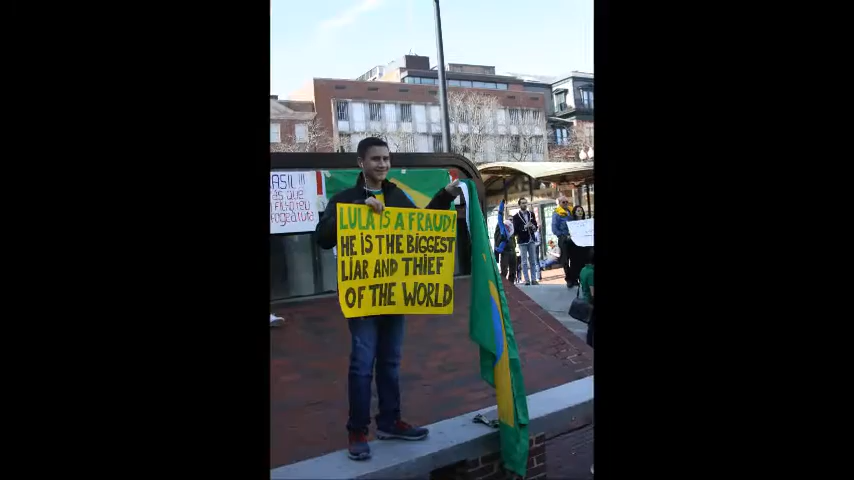 ASIL !!!
LULA IS A FRAUD!
HE IS THE BIGGEST
LIAR AND THIEF
OF THE WORLD